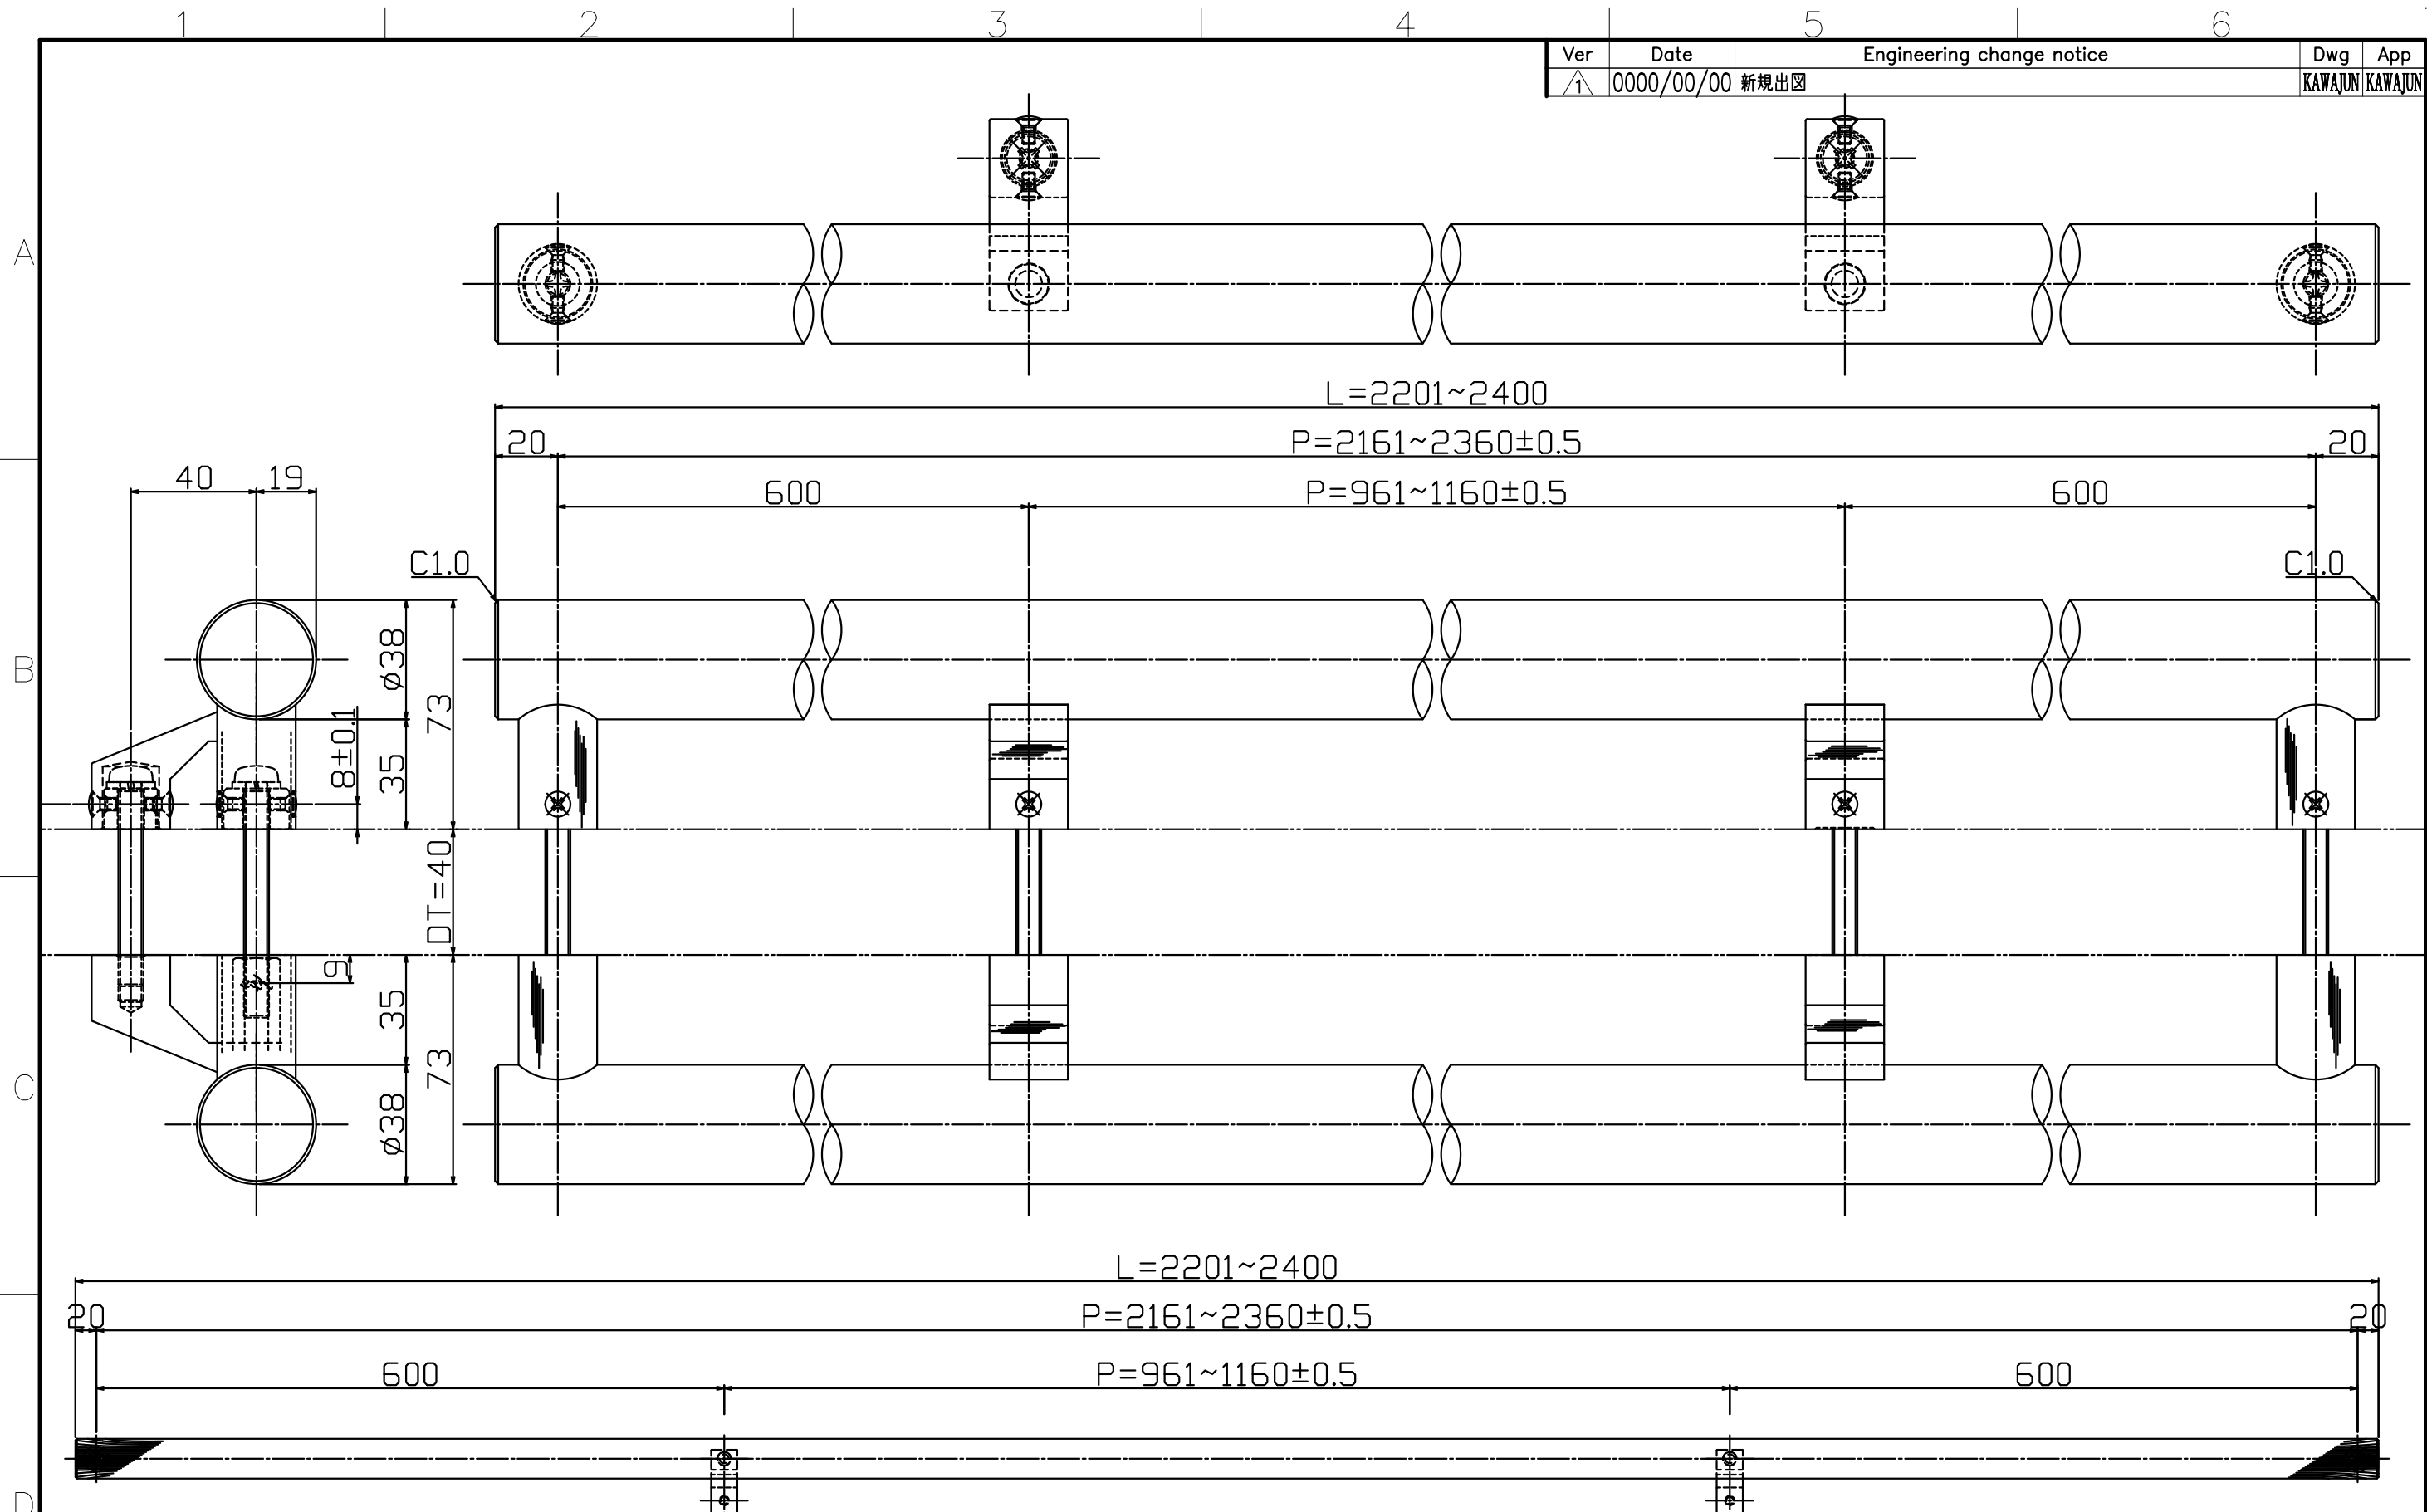 1 2 3 4 5 6
Ver Date Engineering change notice Dwg App
1 0000/00/00 新規出図 KAWAJUN KAWAJUN
A
L=2201~2400
20 P=2161~2360±0.5 20
40 19
600 P=961~1160±0.5 600
C1.0 C1.0
B
ø38
73
8±0.1
35
DT=40
9
35
73
C
ø38
L=2201~2400
20 P=2161~2360±0.5 20
600 P=961~1160±0.5 600
D